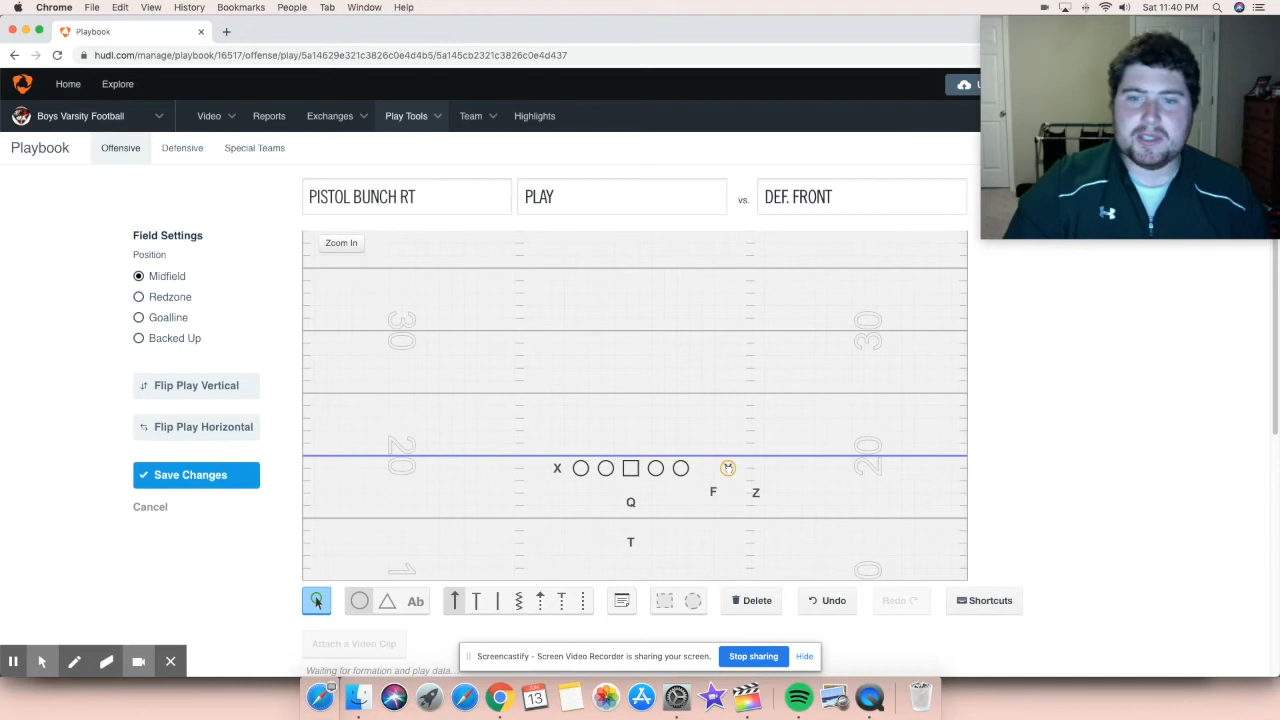 Chrome File Edit View History Bookmarks People Tab Window Help Sat 11:40 PM
Playbook
hudl.com/manage/playbook/16517/offense/play/5a14629e321c3826c0e4d4b5/5a145cb2321c3826c0e4d437
Home Explore
Boys Varsity Football Video Reports Exchanges Play Tools Team Highlights
Playbook Offensive Defensive Special Teams
PISTOL BUNCH RT PLAY vs. DEF. FRONT
Field Settings
Position
Midfield
Redzone
Goalline
Backed Up
Flip Play Vertical
Flip Play Horizontal
Save Changes
Cancel
Zoom In
30 30
20 20
X
F Z
Q
T
1 0
Ab Delete Undo Redo Shortcuts
Attach a Video Clip
Waiting for formation and play data...
Screencastify - Screen Video Recorder is sharing your screen. Stop sharing Hide
JUN
13